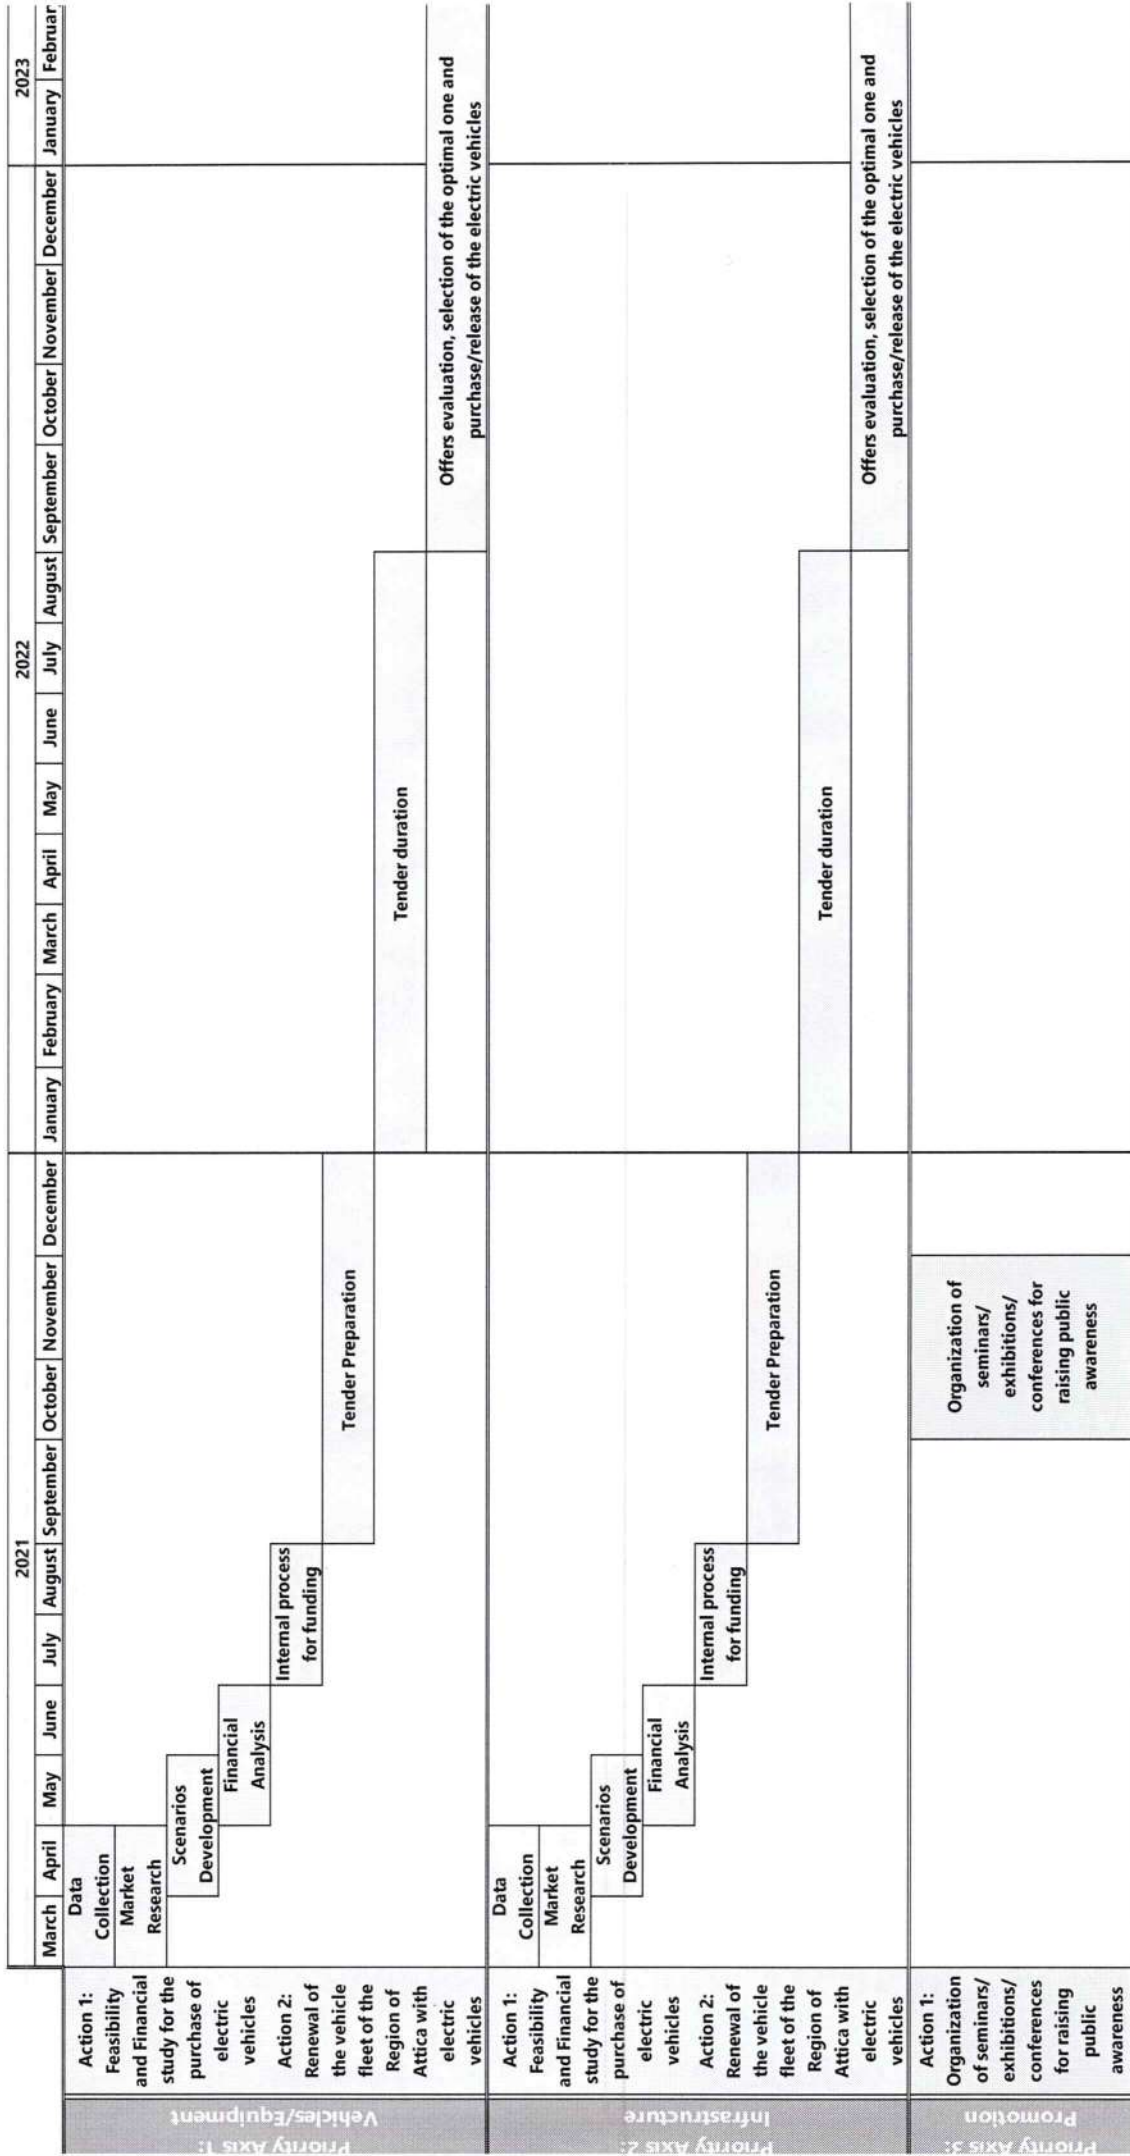 2021
2022
2023
March
April
May
June
July
August
September
October
November
December
January
February
March
April
May
June
July
August
September
October
November
December
January
Februar
Priority Axis 1:
Vehicles/Equipment
Action 1:
Feasibility
and Financial
study for the
purchase of
electric
vehicles
Data
Collection
Market
Research
Scenarios
Development
Financial
Analysis
Action 2:
Renewal of
the vehicle
fleet of the
Region of
Attica with
electric
vehicles
Internal process
for funding
Tender Preparation
Tender duration
Offers evaluation, selection of the optimal one and
purchase/release of the electric vehicles
Priority Axis 2:
Infrastructure
Action 1:
Feasibility
and Financial
study for the
purchase of
electric
vehicles
Data
Collection
Market
Research
Scenarios
Development
Financial
Analysis
Action 2:
Renewal of
the vehicle
fleet of the
Region of
Attica with
electric
vehicles
Internal process
for funding
Tender Preparation
Tender duration
Offers evaluation, selection of the optimal one and
purchase/release of the electric vehicles
Priority Axis 3:
Promotion
Action 1:
Organization
of seminars/
exhibitions/
conferences
for raising
public
awareness
Organization of
seminars/
exhibitions/
conferences for
raising public
awareness